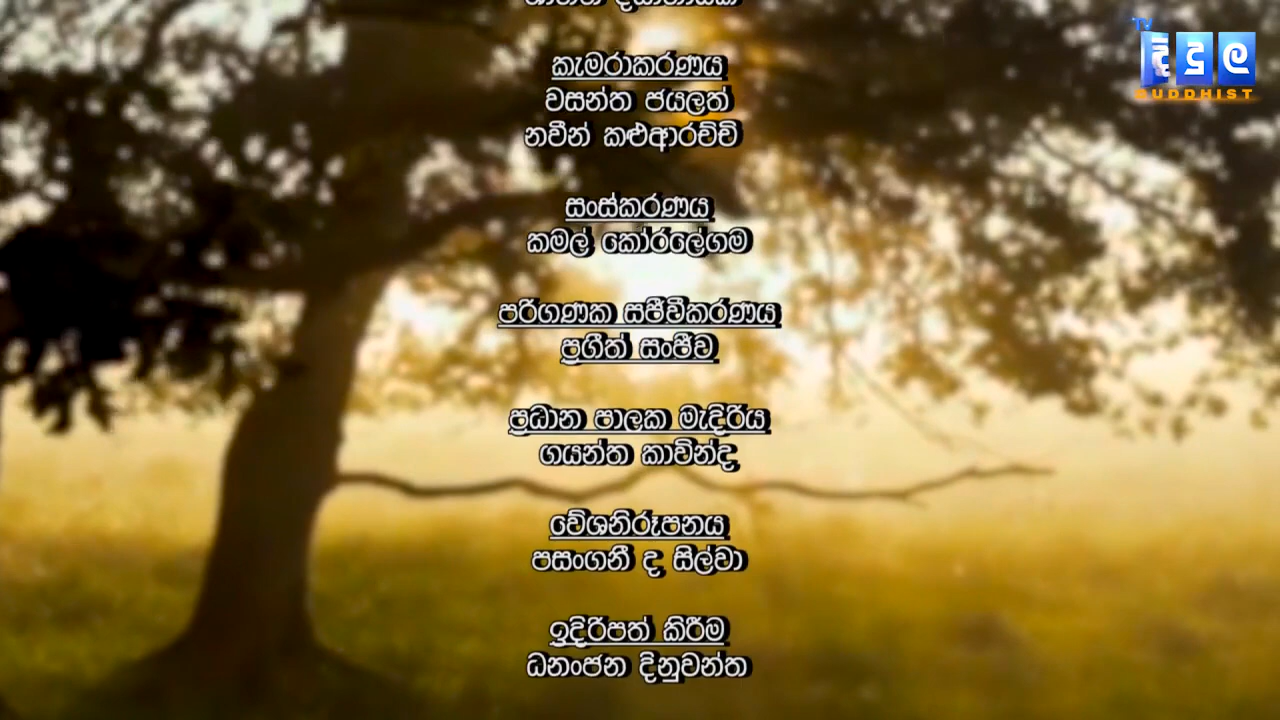 TV
දිදුල
BUDDHIST
කැමරාකරණය
වසන්ත ජයලත්
නවීන් කළුආරච්චි
සංස්කරණය
කමල් කෝරලේගම
පරිගණක සජීවීකරණය
ප්‍රගීත් සංජීව
ප්‍රධාන පාලක මැදිරිය
ගයන්ත කාවින්ද
වේශනිරූපනය
පසංගනී ද සිල්වා
ඉදිරිපත් කිරීම
ධනංජන දිනුවන්ත